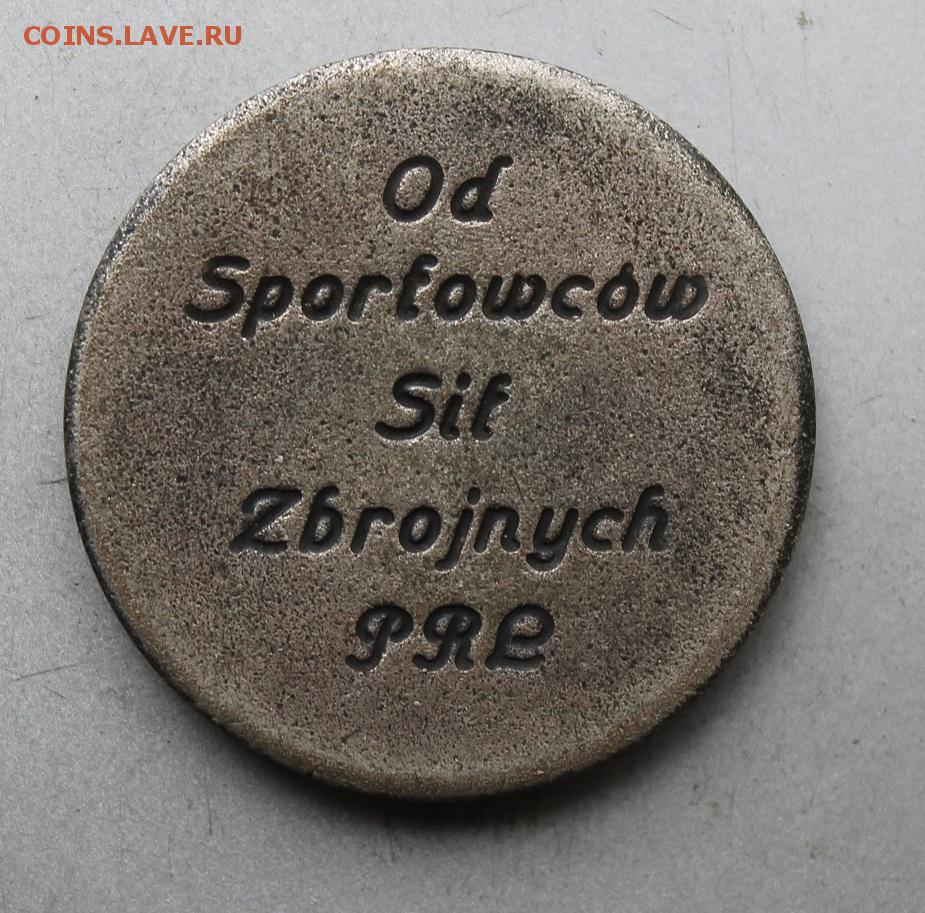 COINS.LAVE.RU
Od
Sportowców
Sił
Zbrojnych
PRL